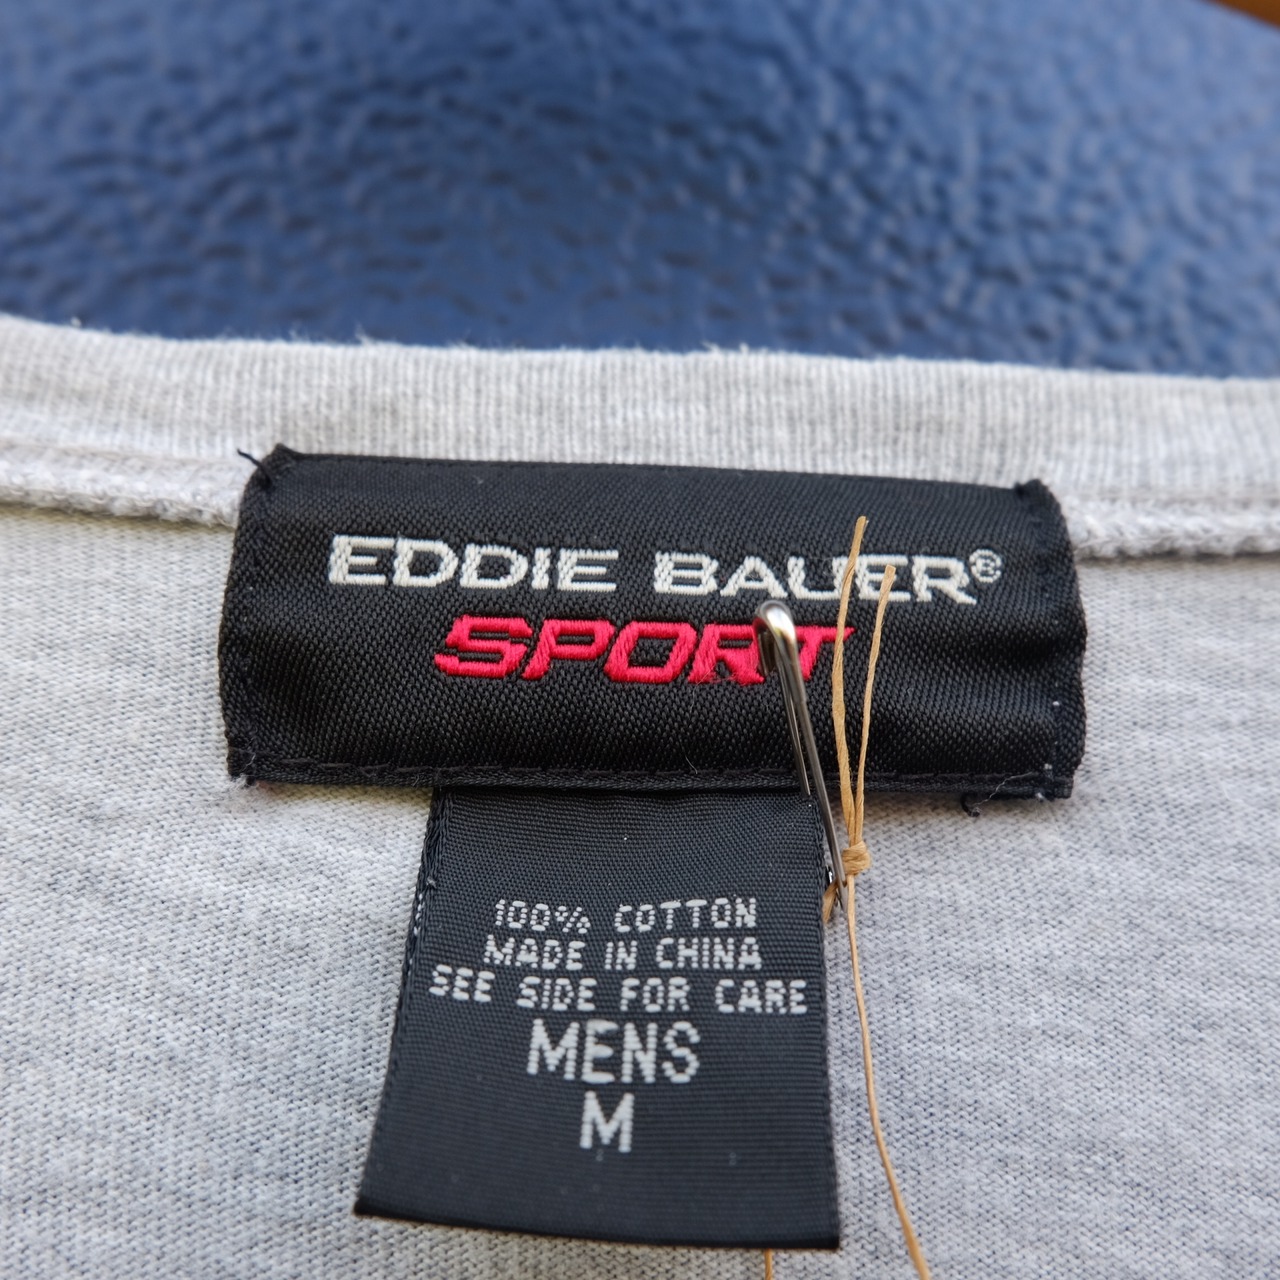 EDDIE BAUER®
SPORT
100% COTTON
MADE IN CHINA
SEE SIDE FOR CARE
MENS
M